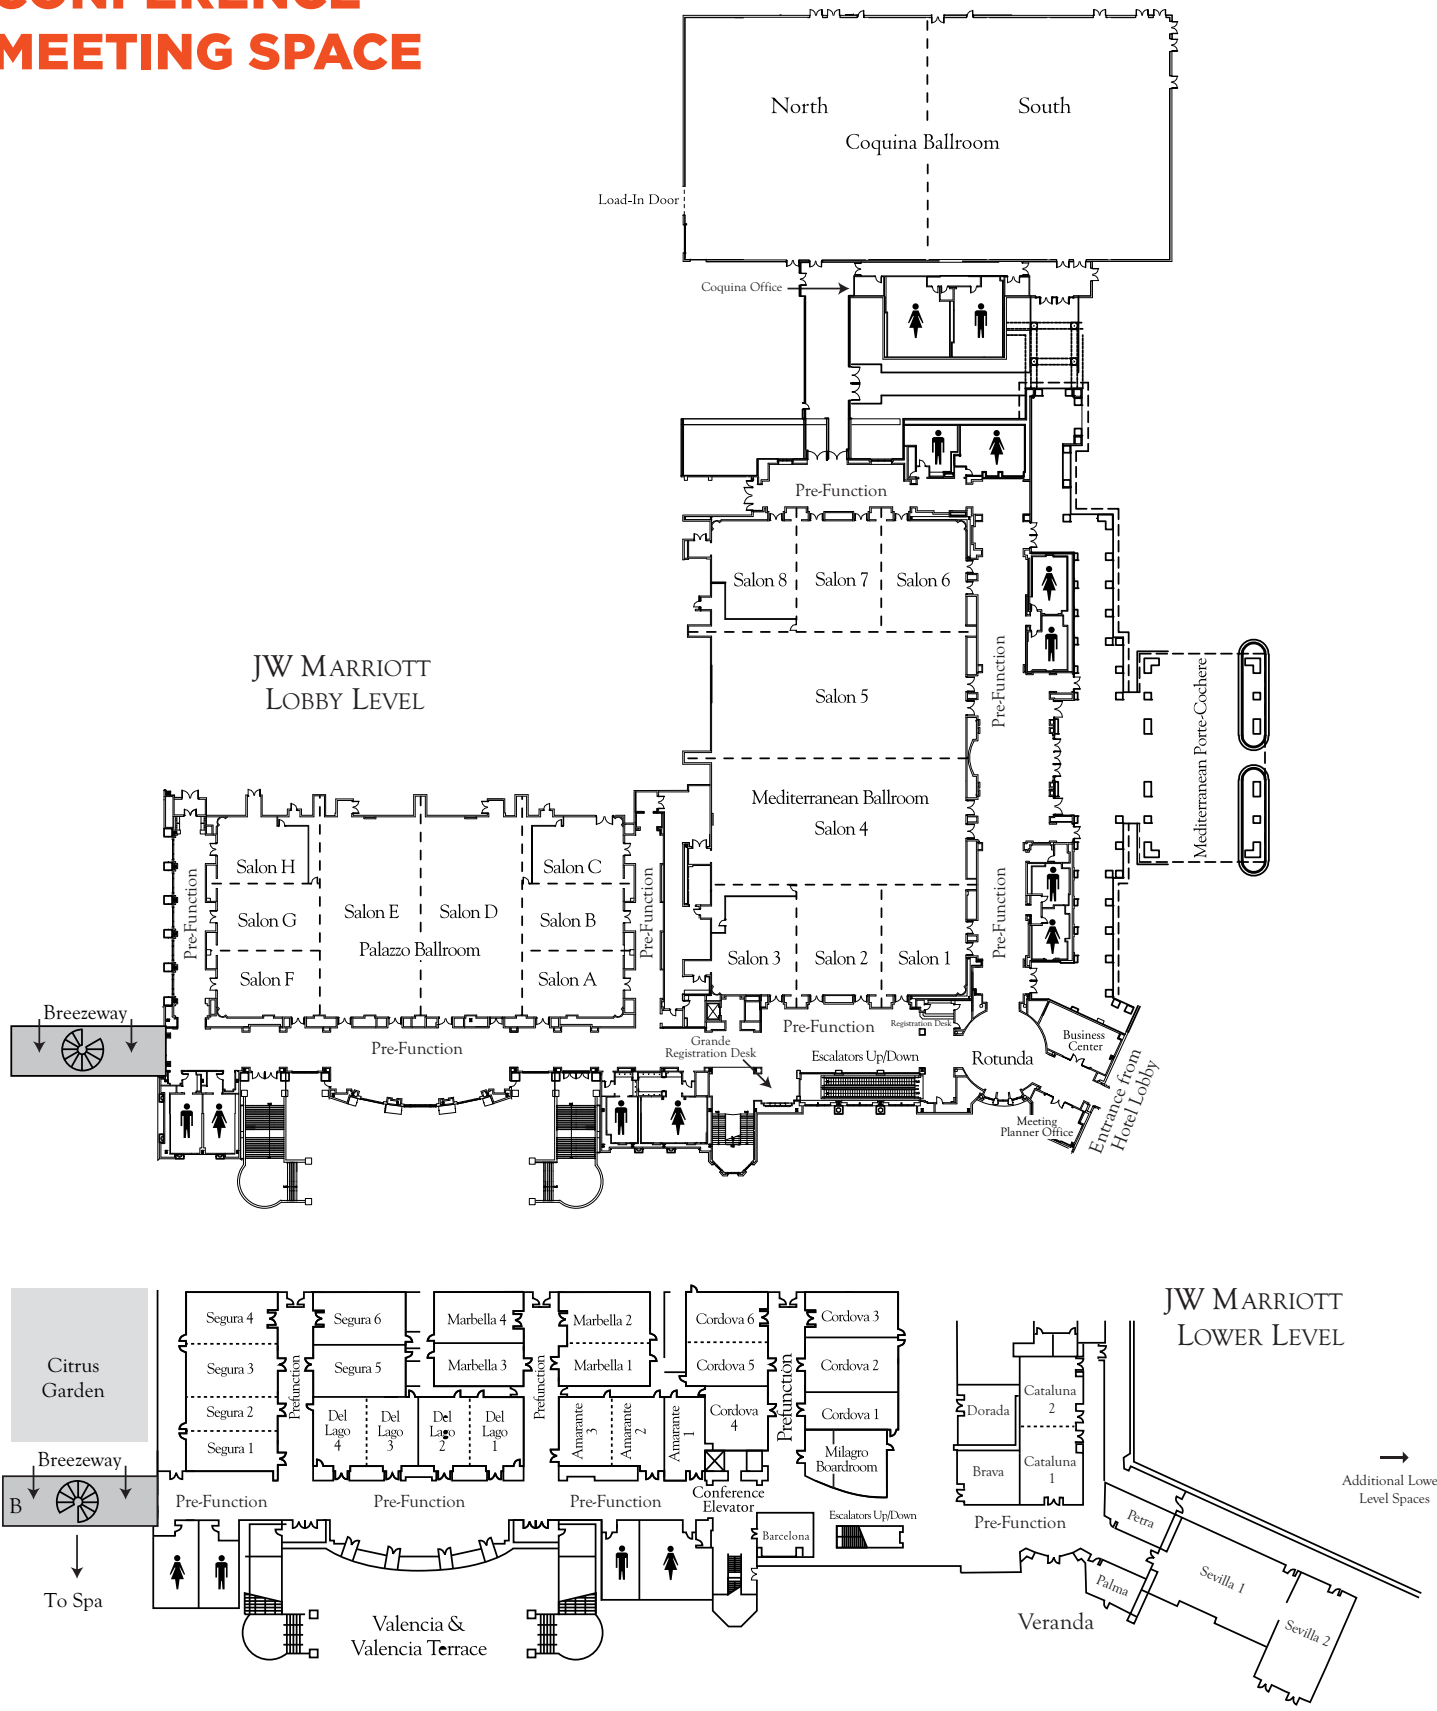 CONFERENCE
MEETING SPACE
North
South
Coquina Ballroom
Load-In Door
Coquina Office
Pre-Function
Salon 8
Salon 7
Salon 6
Pre-Function
JW MARRIOTT
LOBBY LEVEL
Salon 5
Mediterranean Porte-Cochere
Mediterranean Ballroom
Salon 4
Salon H
Salon C
Pre-Function
Pre-Function
Pre-Function
Salon G
Salon E
Salon D
Salon B
Palazzo Ballroom
Salon F
Salon A
Salon 3
Salon 2
Salon 1
Breezeway
Pre-Function
Pre-Function
Registration Desk
Grande
Registration Desk
Escalators Up/Down
Rotunda
Business
Center
Entrance from
Hotel Lobby
Meeting
Planner Office
JW MARRIOTT
LOWER LEVEL
Citrus
Garden
Segura 4
Segura 6
Marbella 4
Marbella 2
Cordova 6
Cordova 3
Segura 3
Segura 5
Marbella 3
Marbella 1
Cordova 5
Cordova 2
Prefunction
Prefunction
Prefunction
Segura 2
Segura 1
Del
Lago
4
Del
Lago
3
Del
Lago
2
Del
Lago
1
Amarante
3
Amarante
2
Amarante
1
Cordova
4
Cordova 1
Milagro
Boardroom
Dorada
Cataluna
2
Brava
Cataluna
1
Breezeway
B
Pre-Function
Pre-Function
Pre-Function
Conference
Elevator
Escalators Up/Down
Barcelona
Pre-Function
Petra
Palma
Sevilla 1
Sevilla 2
Additional Lowe
Level Spaces
To Spa
Valencia &
Valencia Terrace
Veranda